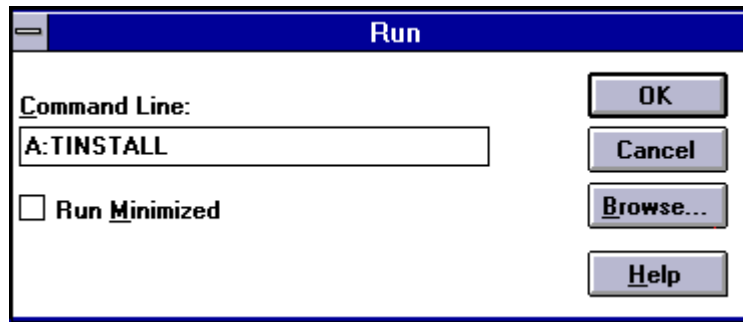 Run
Command Line:
A:TINSTALL
Run Minimized
OK
Cancel
Browse...
Help